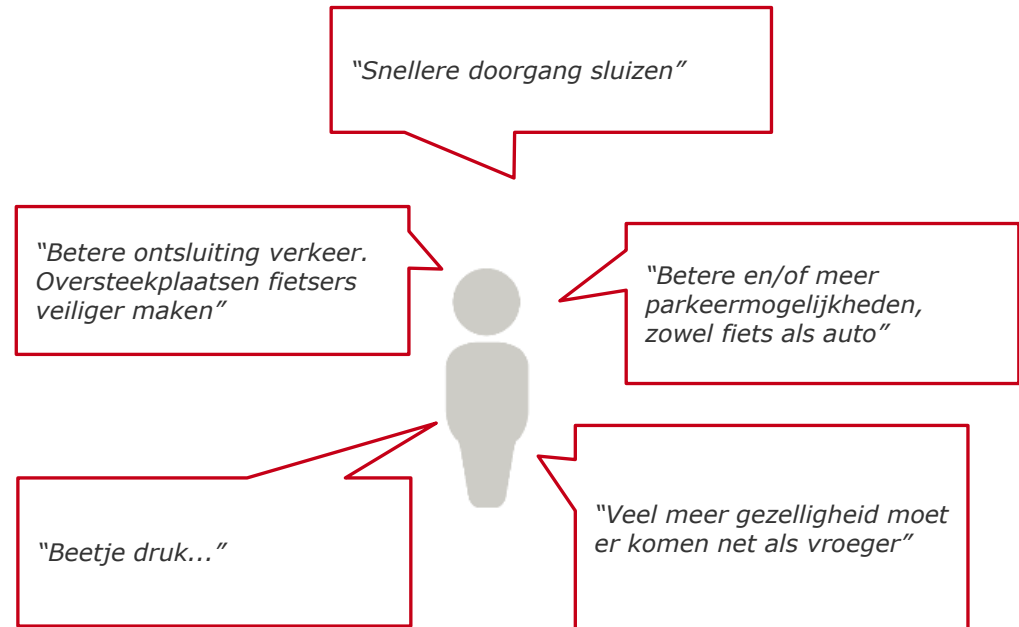 “Snellere doorgang sluizen”
“Betere ontsluiting verkeer.
Oversteekplaatsen fietsers
veiliger maken”
“Betere en/of meer
parkeermogelijkheden,
zowel fiets als auto”
“Beetje druk...”
“Veel meer gezelligheid moet
er komen net als vroeger”